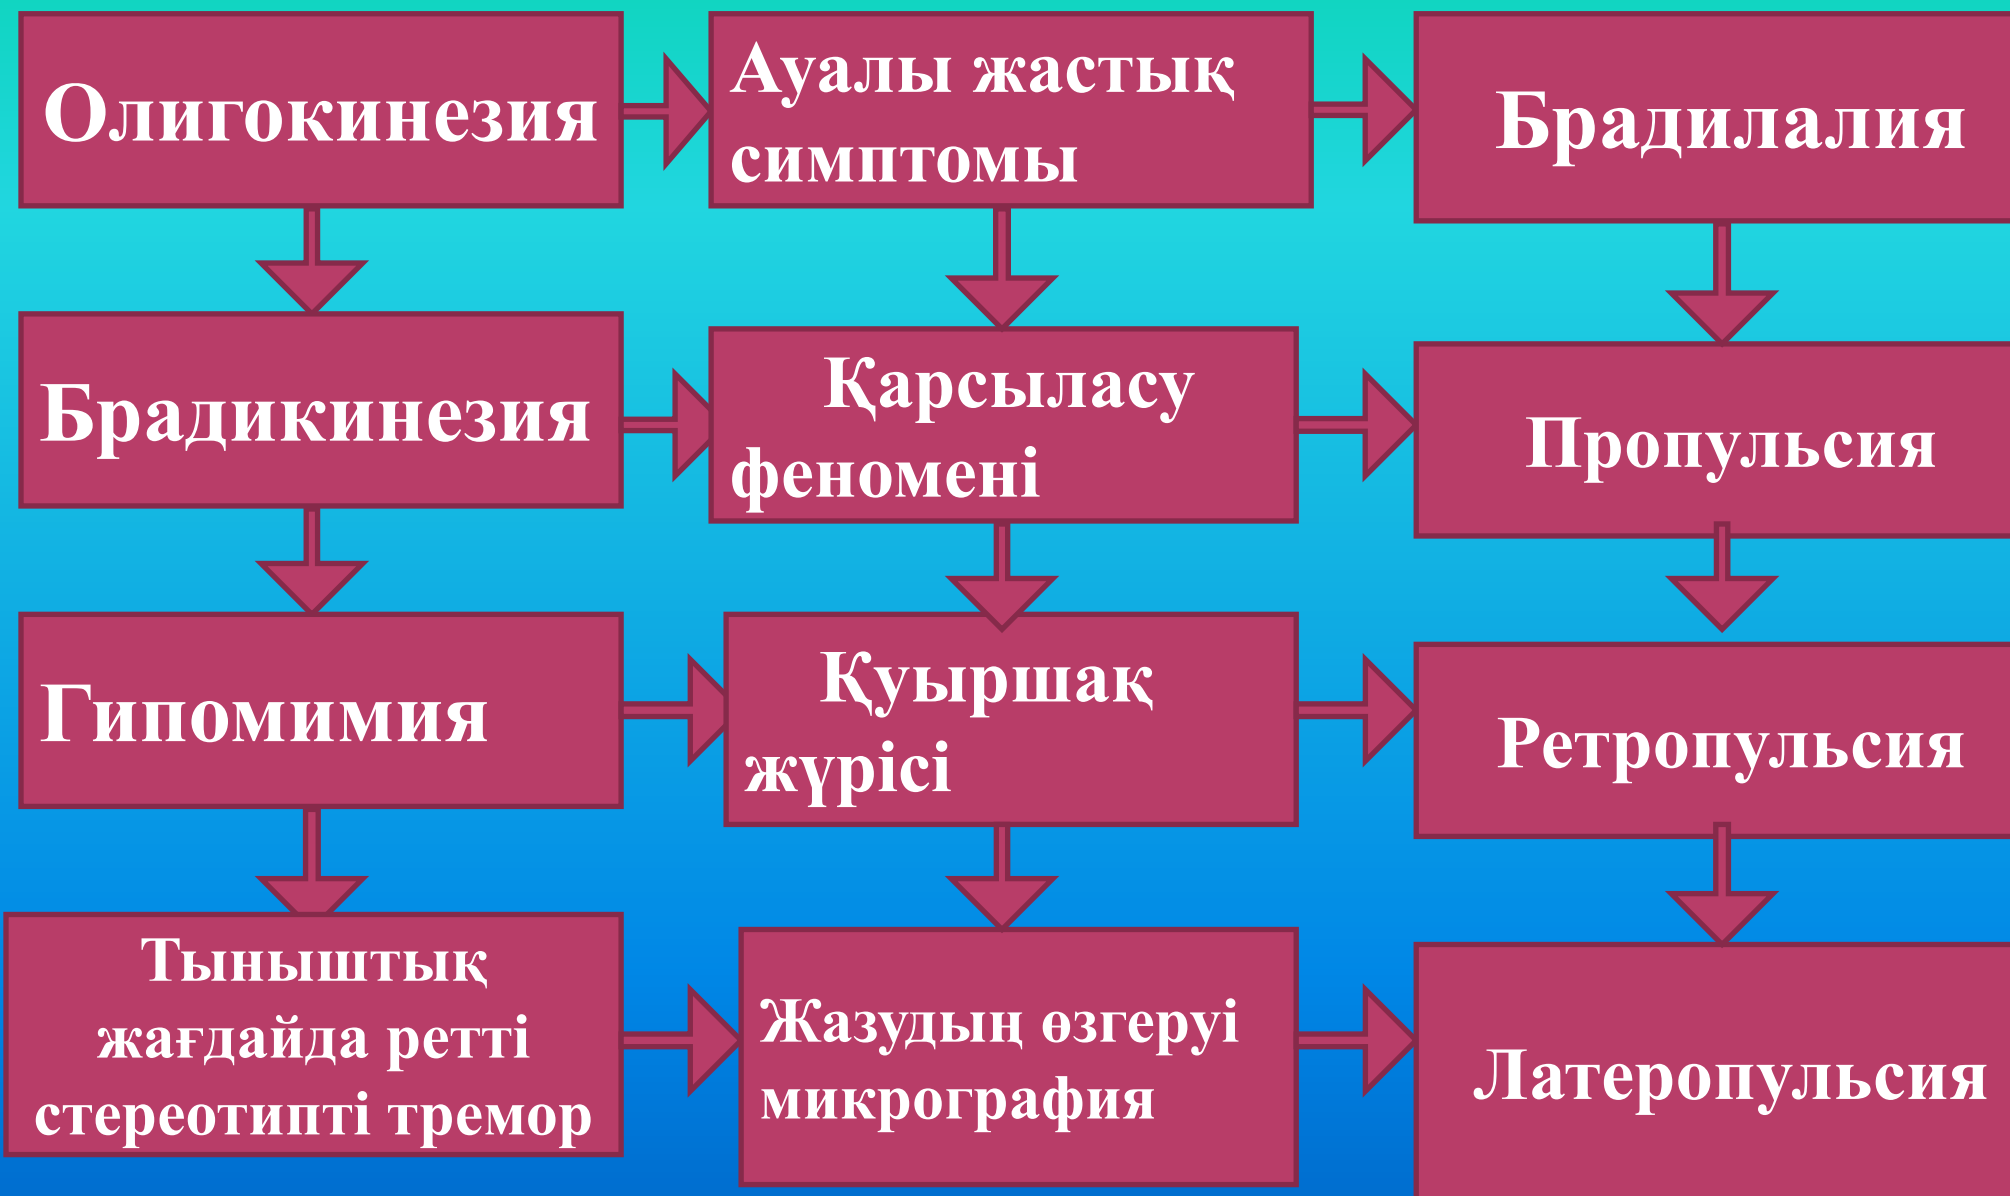 Олигокинезия
Ауалы жастық
симптомы
Брадилалия
Брадикинезия
Қарсыласу
феномені
Пропульсия
Гипомимия
Қуыршақ
жүрісі
Ретропульсия
Тыныштық
жағдайда ретті
стереотипті тремор
Жазудың өзгеруі
микрография
Латеропульсия